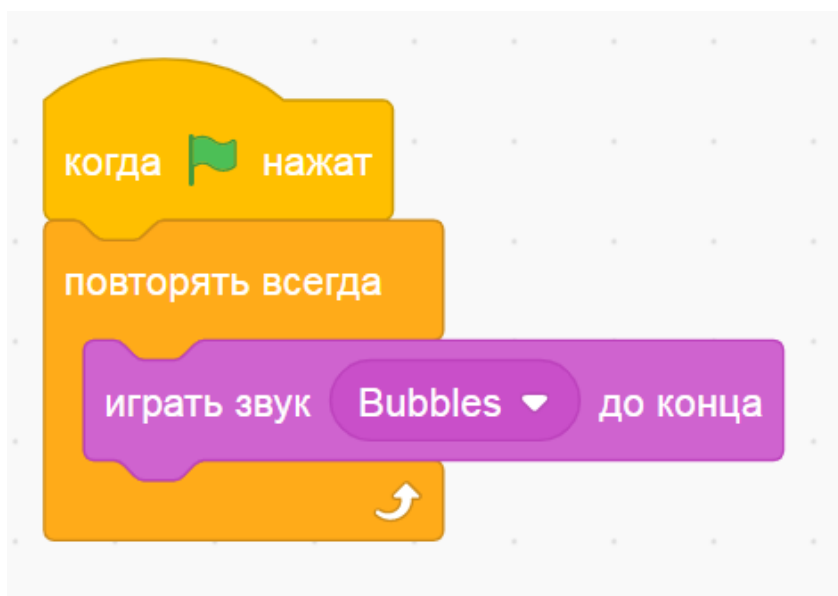 когда нажат
повторять всегда
играть звук Bubbles до конца